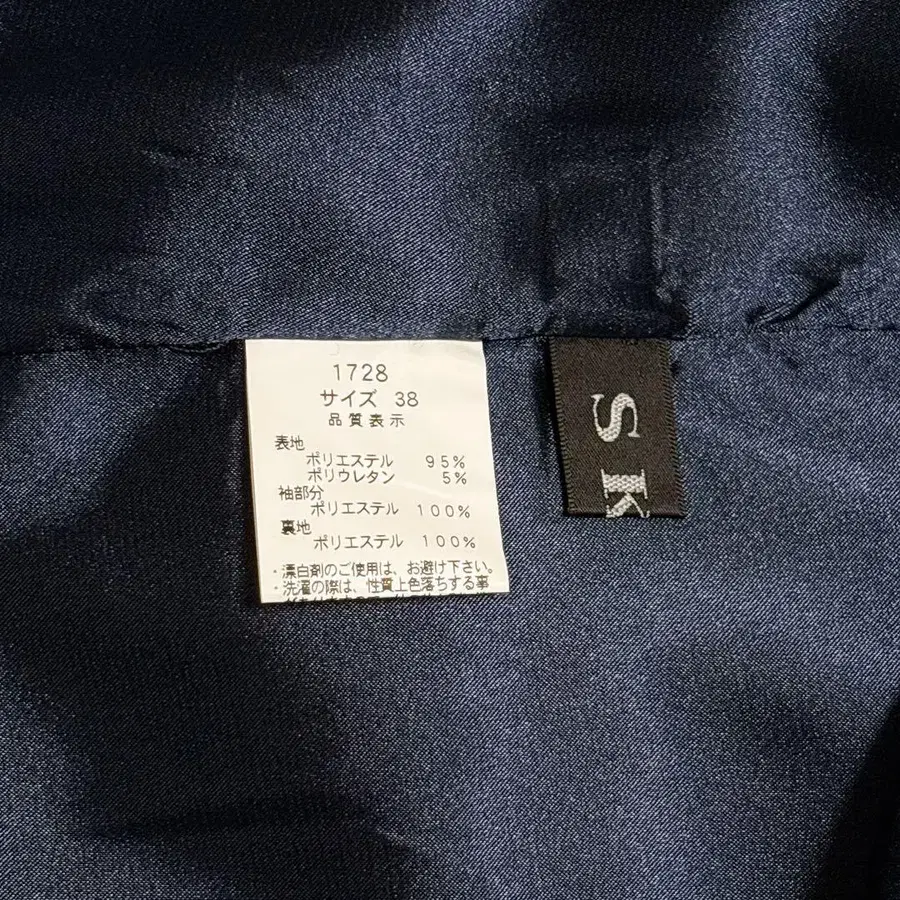 1728
サイズ 38
品質表示
表地
ポリエステル 95%
ポリウレタン 5%
袖部分
ポリエステル 100%
裏地
ポリエステル 100%
・漂白剤のご使用は、お避け下さい。
・洗濯の際は、性質上色落ちする事
S K